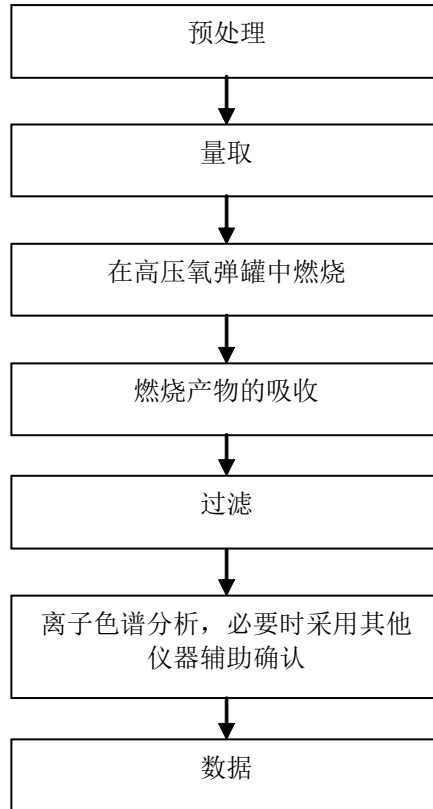 预处理
量取
在高压氧弹罐中燃烧
燃烧产物的吸收
过滤
离子色谱分析，必要时采用其他
仪器辅助确认
数据